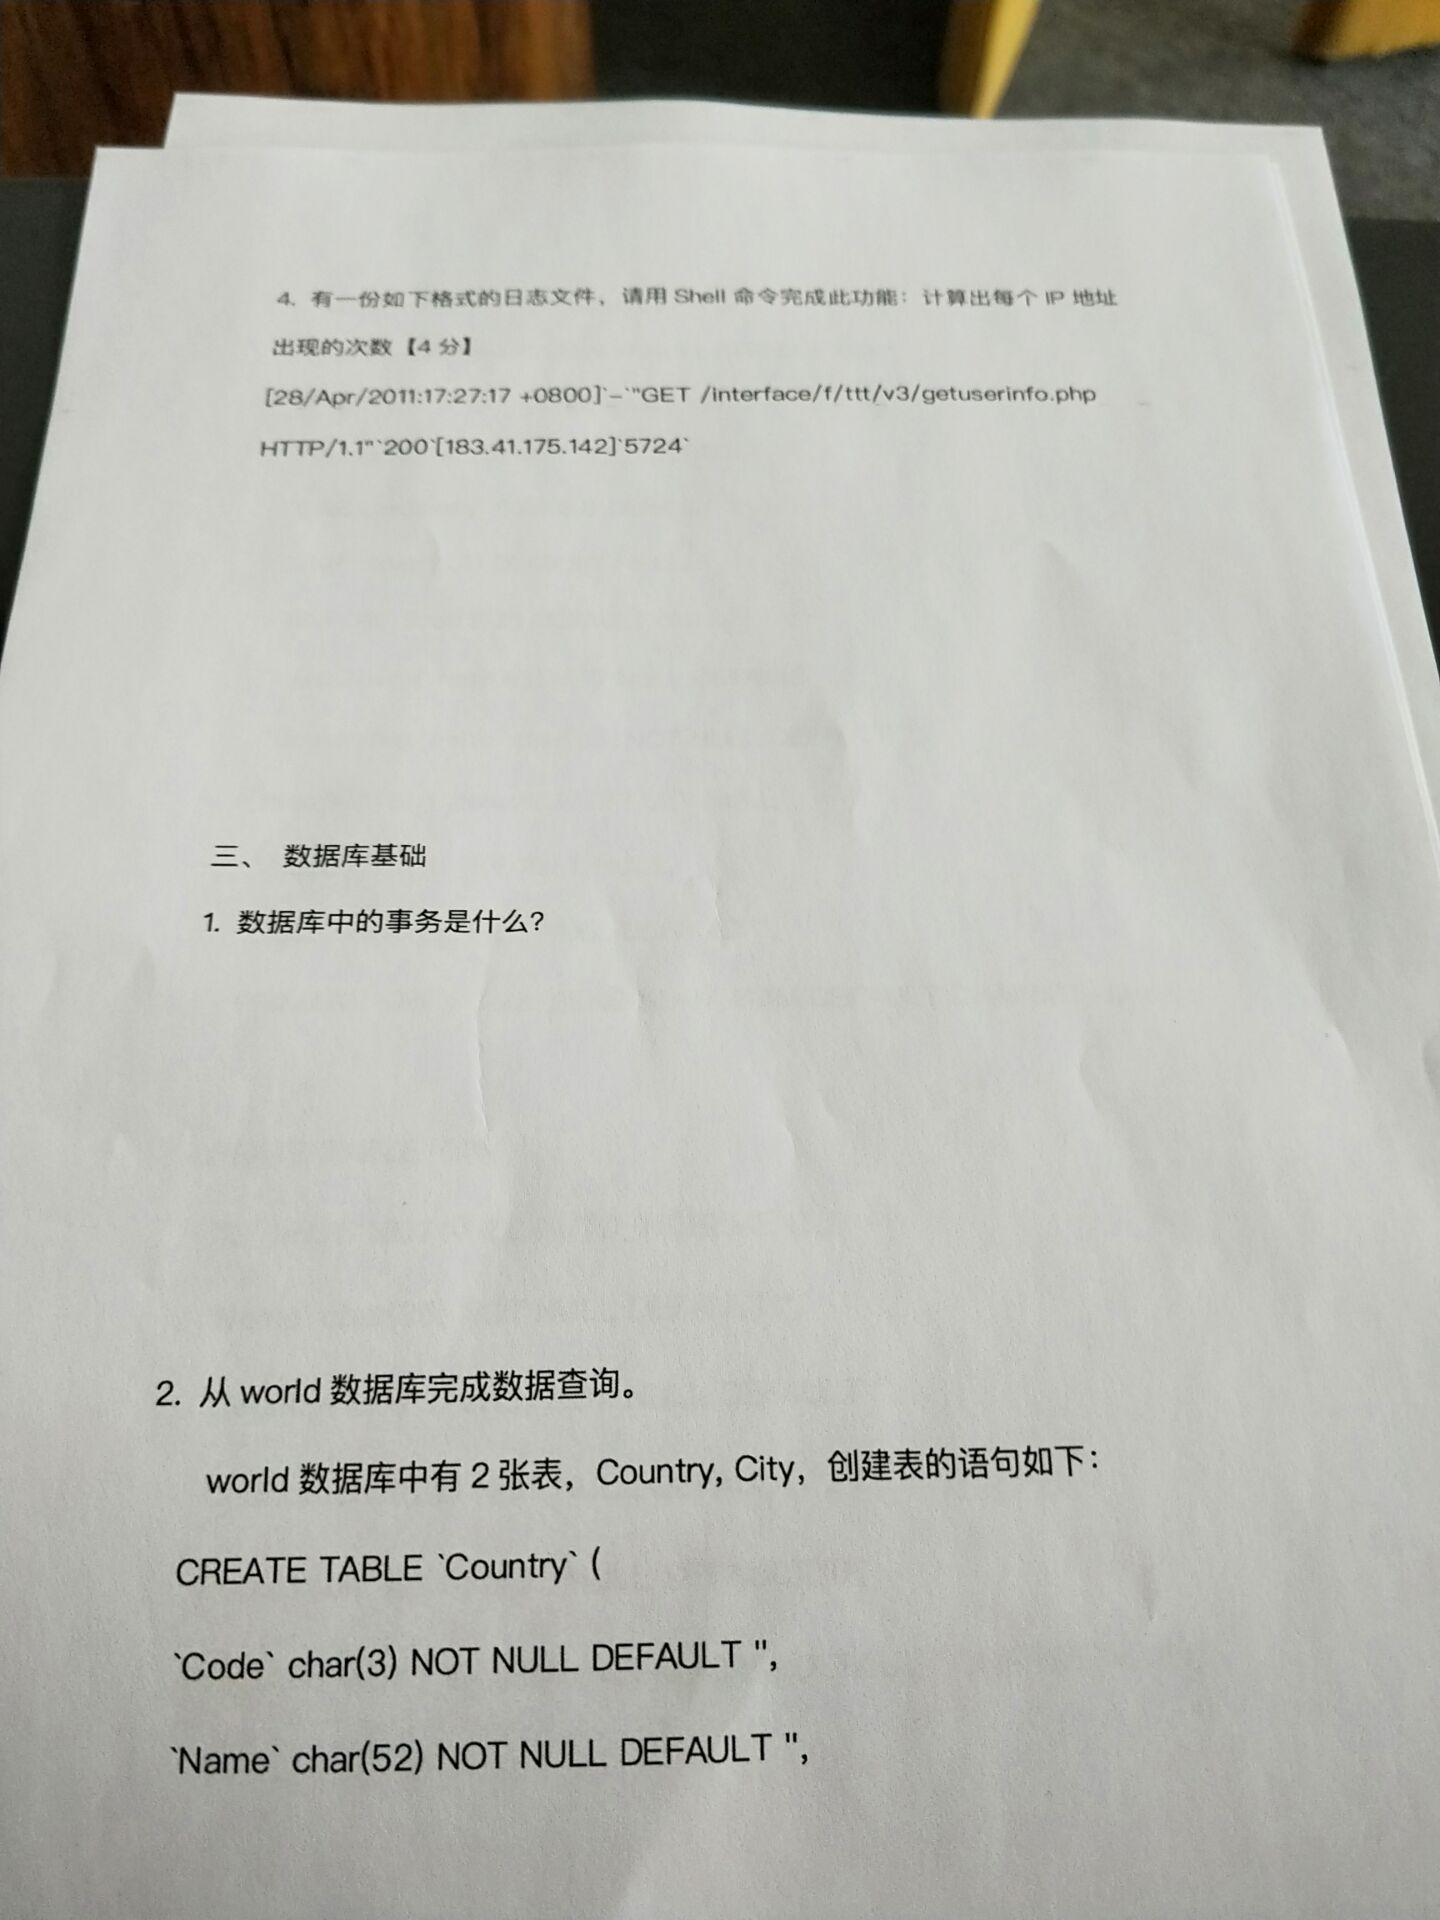 4. 有一份如下格式的日志文件，请用 Shell 命令完成此功能：计算出每个 IP 地址
出现的次数【4 分】
[28/Apr/2011:17:27:17 +0800]`-`"GET /interface/f/ttt/v3/getuserinfo.php
HTTP/1.1"`200`[183.41.175.142]`5724`
三、 数据库基础
1. 数据库中的事务是什么？
2. 从 world 数据库完成数据查询。
world 数据库中有 2 张表，Country, City，创建表的语句如下：
CREATE TABLE `Country` (
`Code` char(3) NOT NULL DEFAULT '',
`Name` char(52) NOT NULL DEFAULT '',